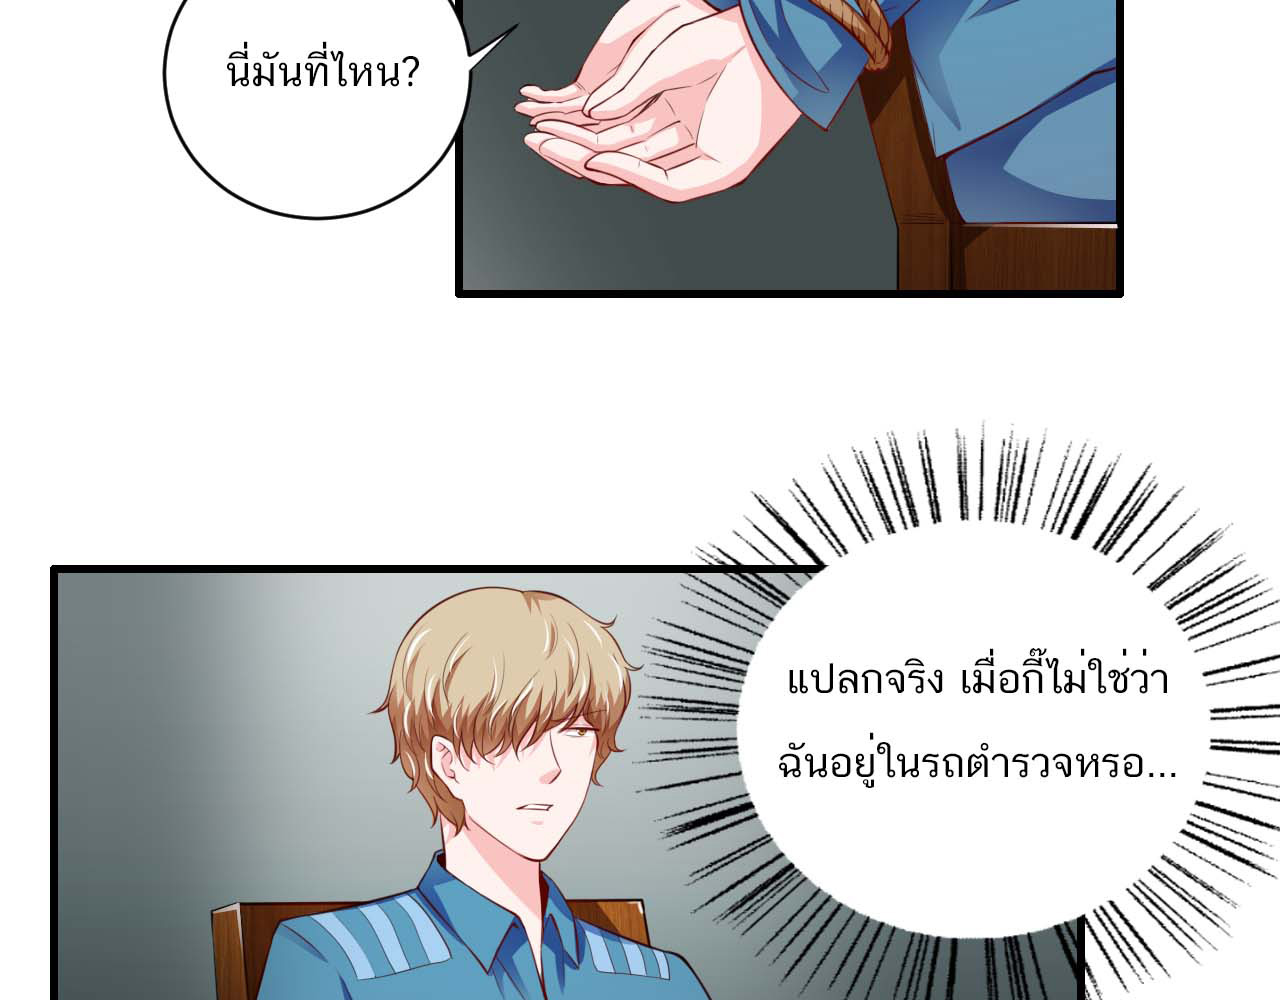 นี่มันที่ไหน?
แปลกจริง เมื่อกี๊ไม่ใช่ว่า
ฉันอยู่ในรถตำรวจหรอ...